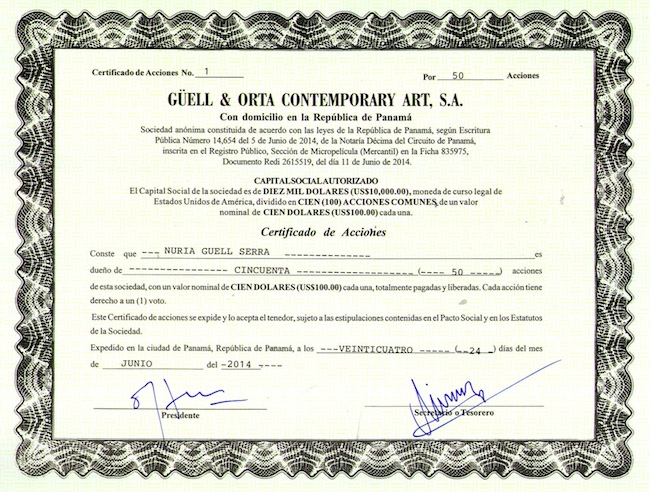 Certificado de Acciones No. 1 Por 50 Acciones
GÜELL & ORTA CONTEMPORARY ART, S.A.
Con domicilio en la República de Panamá
Sociedad anónima constituida de acuerdo con las leyes de la República de Panamá, según Escritura
Pública Número 14,654 del 5 de Junio de 2014, de la Notaría Décima del Circuito de Panamá,
inscrita en el Registro Público, Sección de Micropelícula (Mercantil) en la Ficha 835975,
Documento Redi 2615519, del día 11 de Junio de 2014.
CAPITAL SOCIAL AUTORIZADO
El Capital Social de la sociedad es de DIEZ MIL DOLARES (US$10,000.00), moneda de curso legal de
Estados Unidos de América, dividido en CIEN (100) ACCIONES COMUNES, de un valor
nominal de CIEN DOLARES (US$100.00) cada una.
Certificado de Acciones
Conste que --- NURIA GUELL SERRA -------------- es
dueño de ---------------- CINCUENTA ------------------- (---- 50 -----) acciones
de esta sociedad, con un valor nominal de CIEN DOLARES (US$100.00) cada una, totalmente pagadas y liberadas. Cada acción tiene
derecho a un (1) voto.
Este Certificado de acciones se expide y lo acepta el tenedor, sujeto a las estipulaciones contenidas en el Pacto Social y en los Estatutos
de la Sociedad.
Expedido en la ciudad de Panamá, República de Panamá, a los ---VEINTICUATRO ----- (--24--) días del mes
de JUNIO del -2014 -----
Presidente Secretario o Tesorero